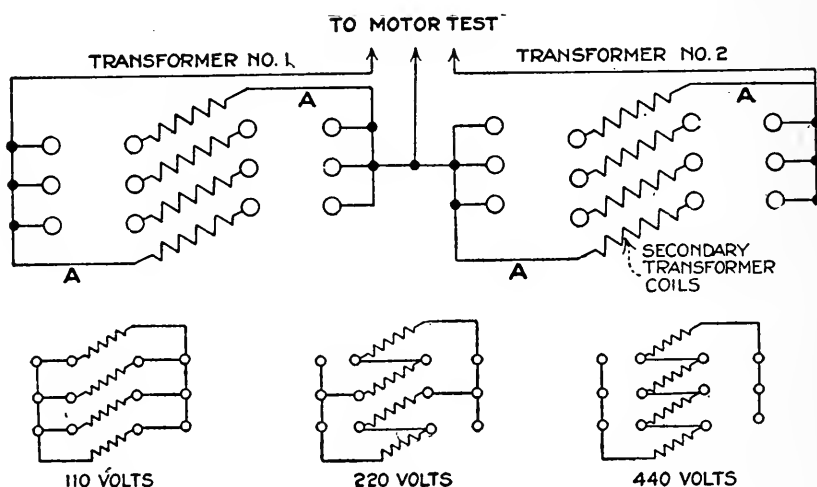 TO MOTOR TEST
TRANSFORMER NO. 1
TRANSFORMER NO. 2
A
A
A
A
SECONDARY
TRANSFORMER
COILS
110 VOLTS
220 VOLTS
440 VOLTS